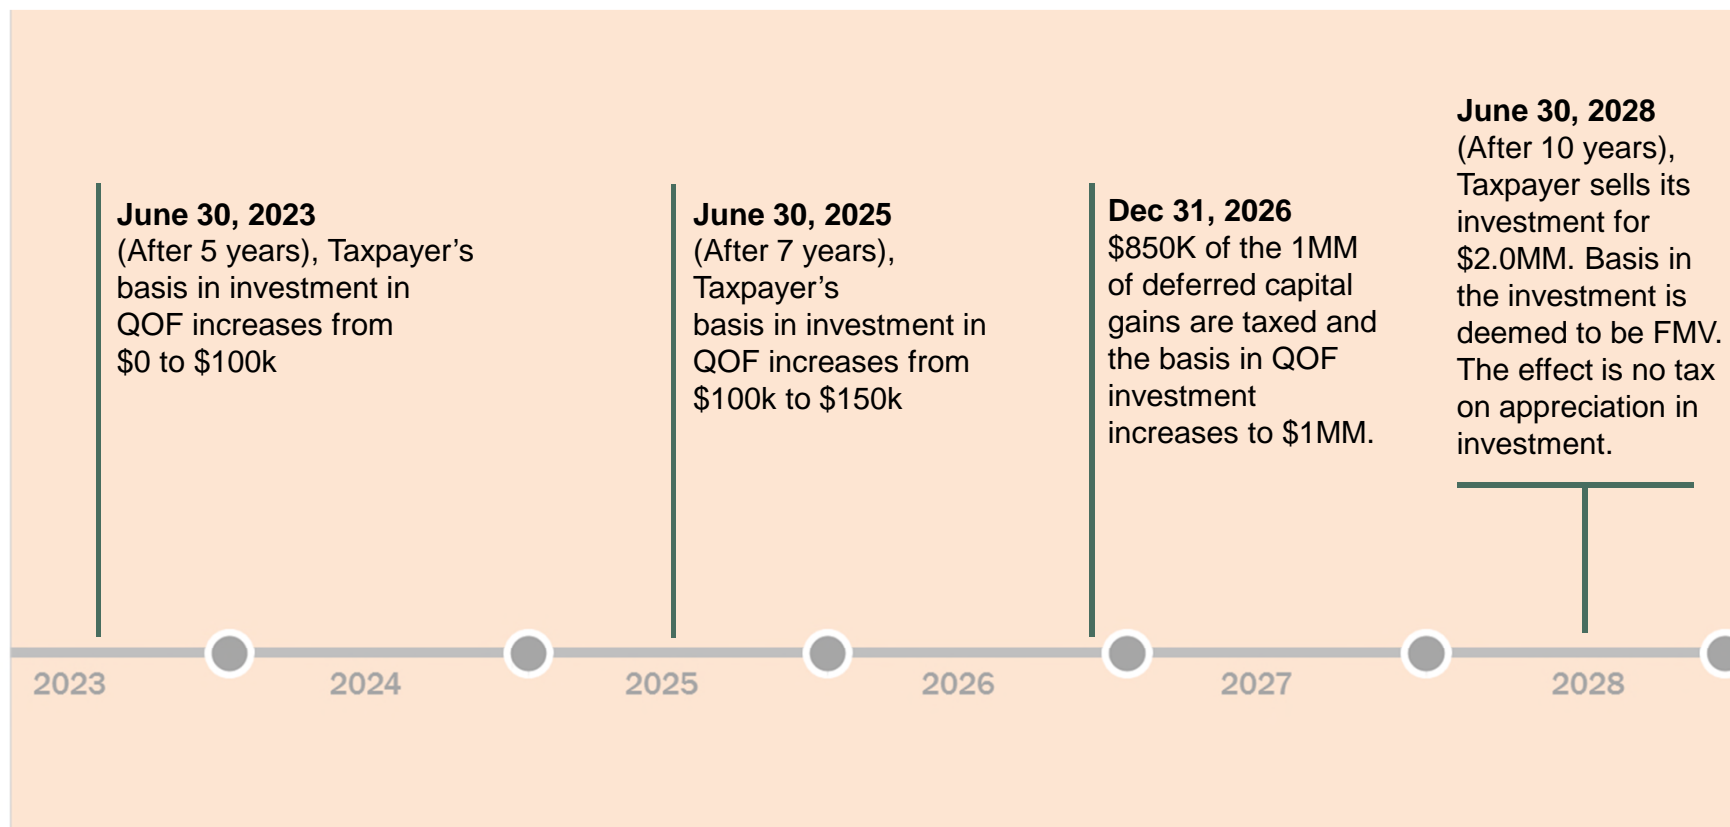 June 30, 2023
(After 5 years), Taxpayer’s
basis in investment in
QOF increases from
$0 to $100k
June 30, 2025
(After 7 years),
Taxpayer’s
basis in investment in
QOF increases from
$100k to $150k
Dec 31, 2026
$850K of the 1MM
of deferred capital
gains are taxed and
the basis in QOF
investment
increases to $1MM.
June 30, 2028
(After 10 years),
Taxpayer sells its
investment for
$2.0MM. Basis in
the investment is
deemed to be FMV.
The effect is no tax
on appreciation in
investment.
2023
2024
2025
2026
2027
2028